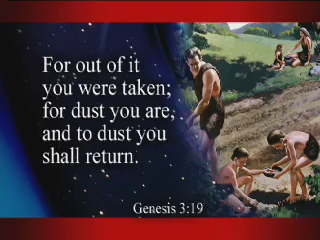 For out of it
you were taken;
for dust you are,
and to dust you
shall return.
Genesis 3:19